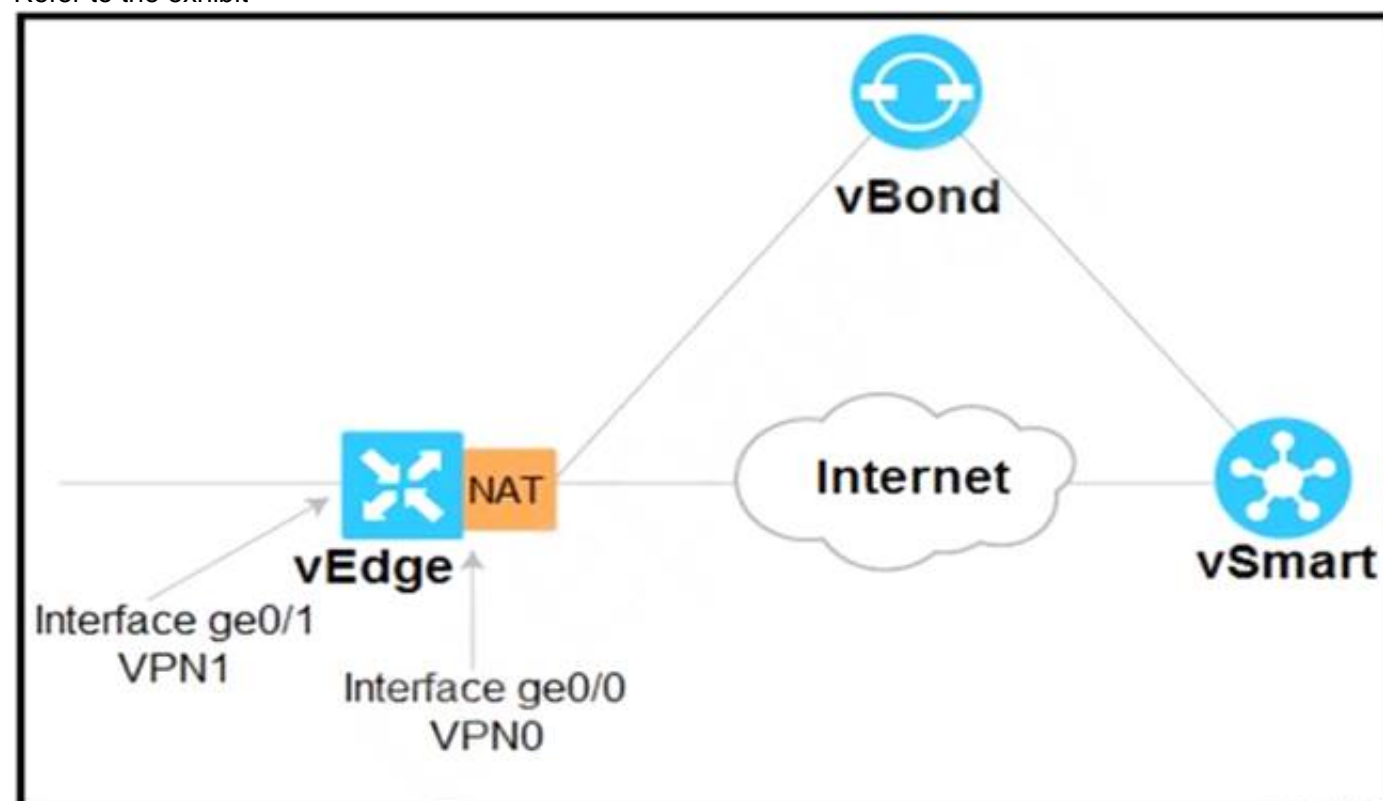 Refer to the exhibit
vBond
NAT
Internet
vEdge
vSmart
Interface ge0/1
VPN1
Interface ge0/0
VPN0